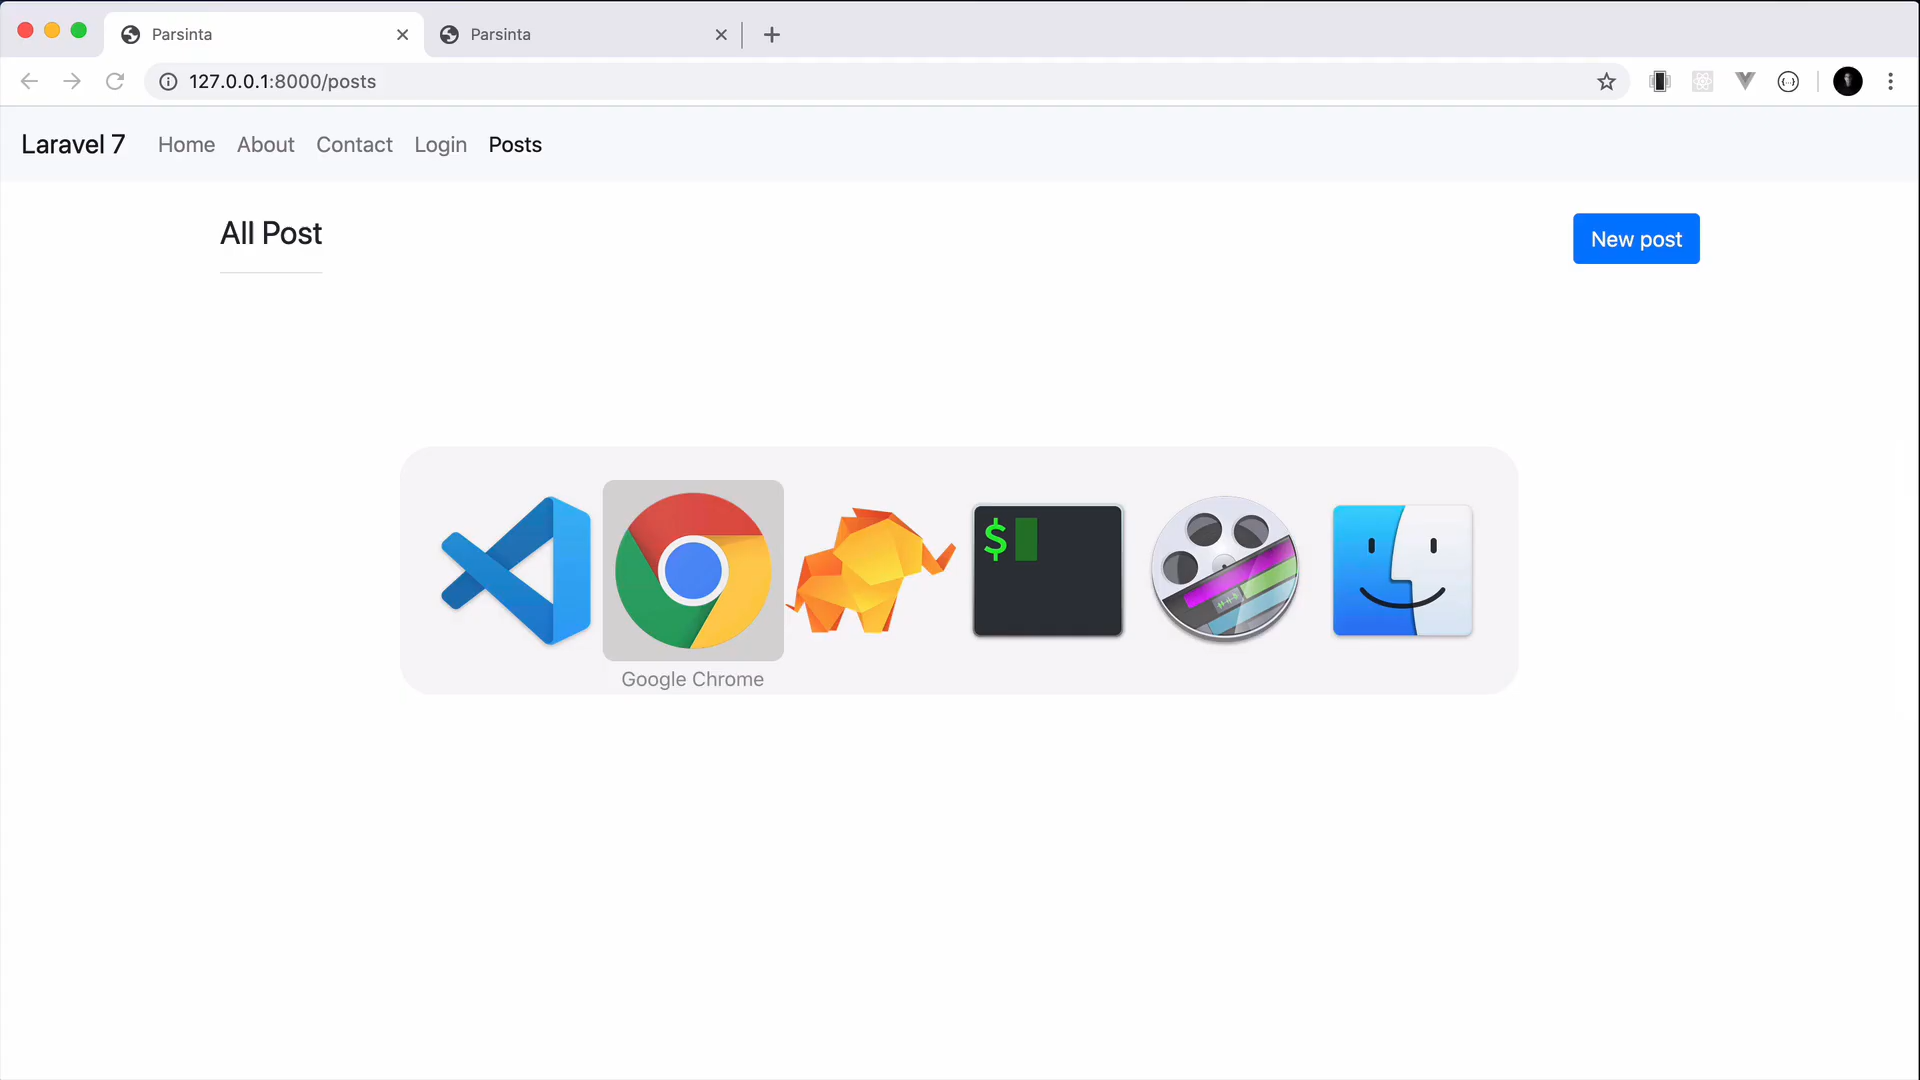 Parsinta
Parsinta
127.0.0.1:8000/posts
Laravel 7 Home About Contact Login Posts
All Post
New post
$
Google Chrome